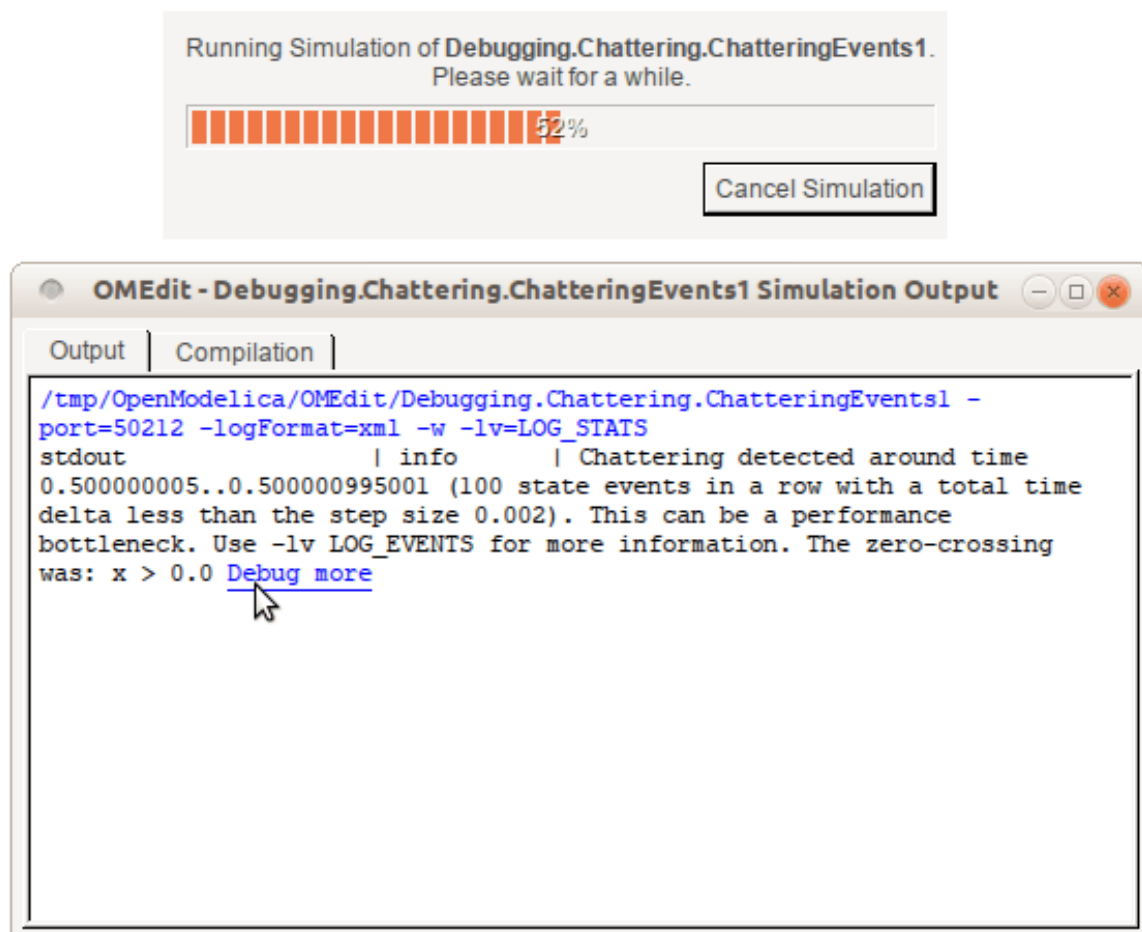 Running Simulation of Debugging.Chattering.ChatteringEvents1.
Please wait for a while.
52%
Cancel Simulation
OMEdit - Debugging.Chattering.ChatteringEvents1 Simulation Output
Output Compilation
/tmp/OpenModelica/OMEdit/Debugging.Chattering.ChatteringEvents1 -
port=50212 -logFormat=xml -w -lv=LOG_STATS
stdout | info | Chattering detected around time
0.500000005..0.500000995001 (100 state events in a row with a total time
delta less than the step size 0.002). This can be a performance
bottleneck. Use -lv LOG_EVENTS for more information. The zero-crossing
was: x > 0.0 Debug more